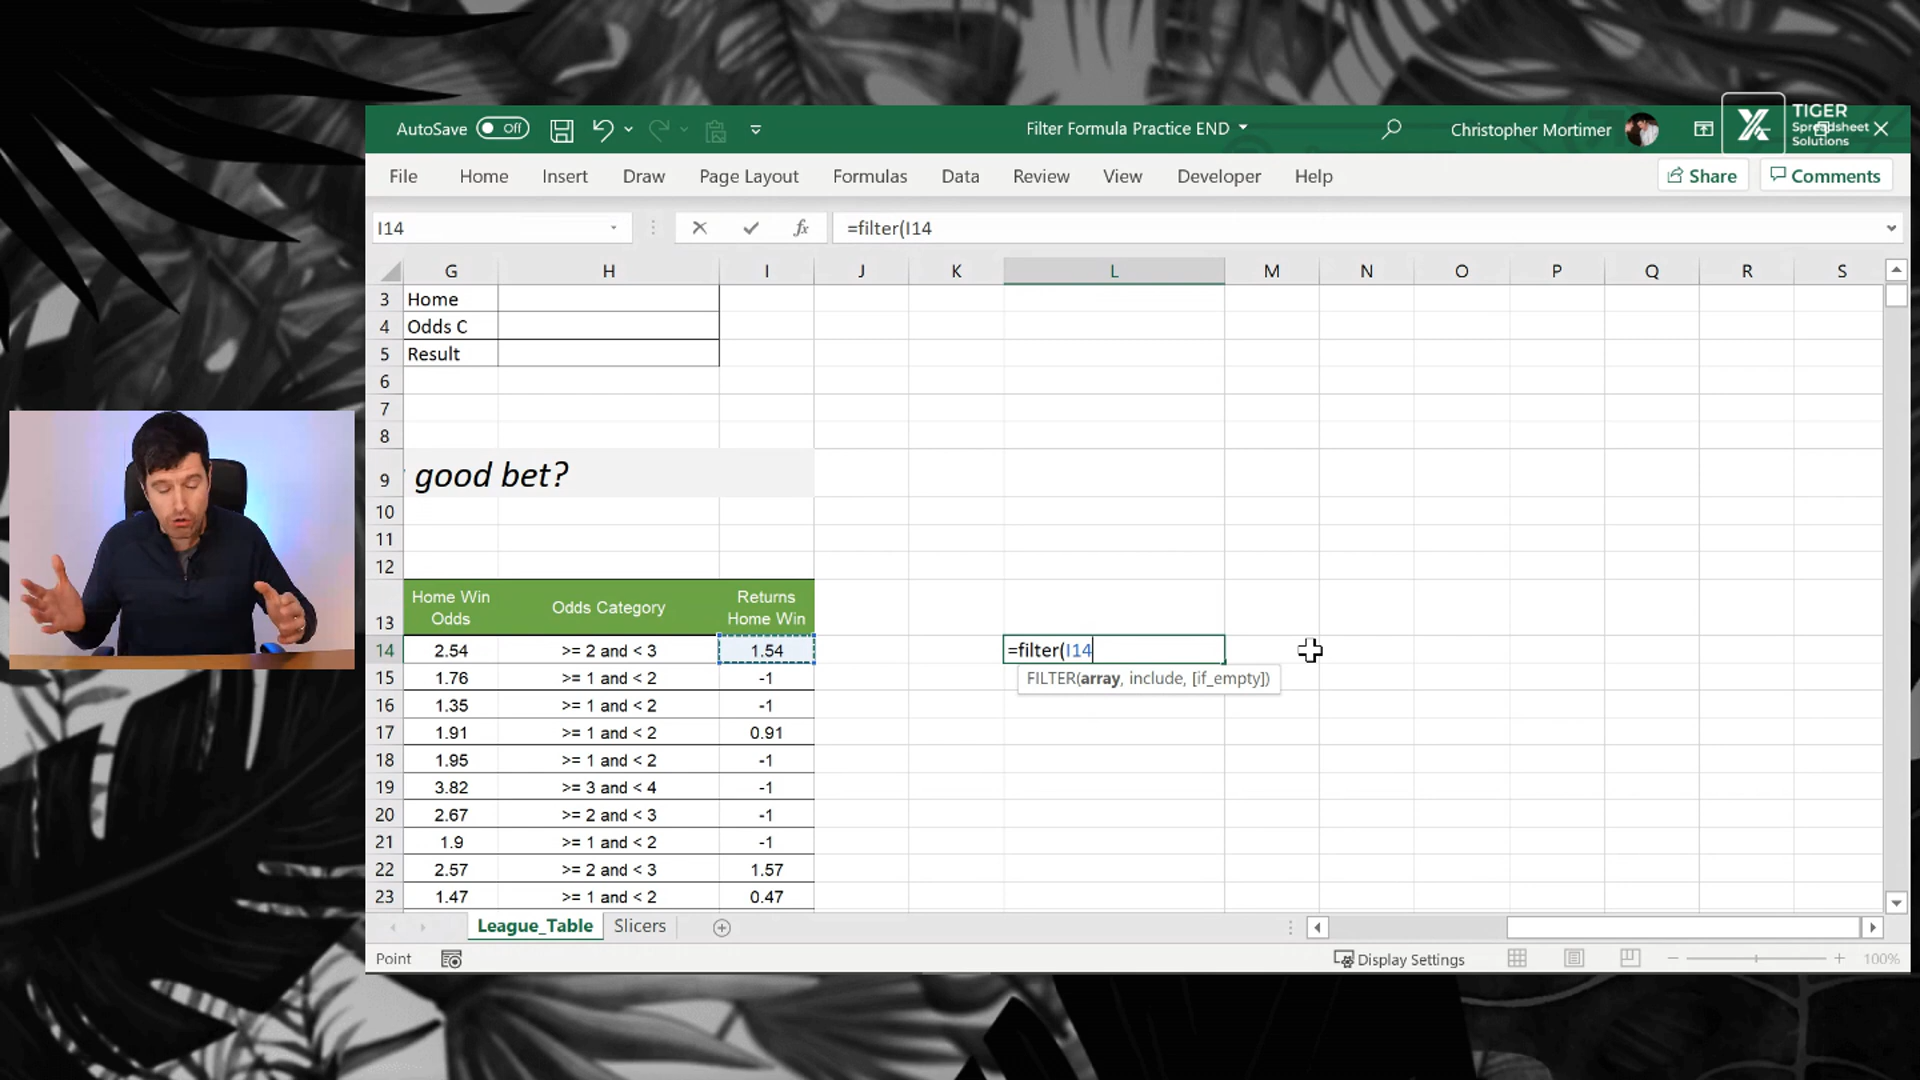 TIGER
Spreadsheet
Solutions
AutoSave Off
Filter Formula Practice END
Christopher Mortimer
File Home Insert Draw Page Layout Formulas Data Review View Developer Help
Share Comments
I14 fx =filter(I14
G H I J K L M N O P Q R S
3 Home
4 Odds C
5 Result
6
7
8
9 good bet?
10
11
12
Home Win Returns
13 Odds Category
Odds Home Win
14 2.54 >= 2 and < 3 1.54 =filter(I14
15 1.76 >= 1 and < 2 -1 FILTER(array, include, [if_empty])
16 1.35 >= 1 and < 2 -1
17 1.91 >= 1 and < 2 0.91
18 1.95 >= 1 and < 2 -1
19 3.82 >= 3 and < 4 -1
20 2.67 >= 2 and < 3 -1
21 1.9 >= 1 and < 2 -1
22 2.57 >= 2 and < 3 1.57
23 1.47 >= 1 and < 2 0.47
League_Table Slicers
Point Display Settings 100%